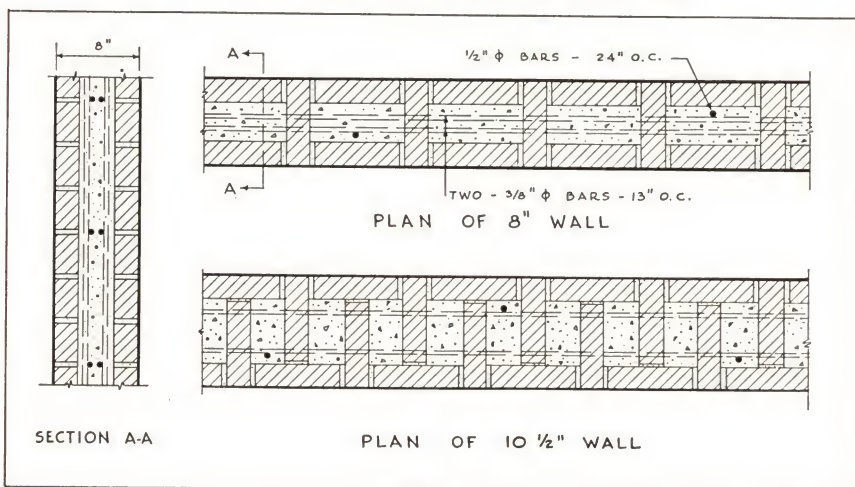 8"
A
½" ϕ BARS - 24" O.C.
A
TWO - 3/8" ϕ BARS - 13" O.C.
PLAN OF 8" WALL
SECTION A-A
PLAN OF 10 ½" WALL